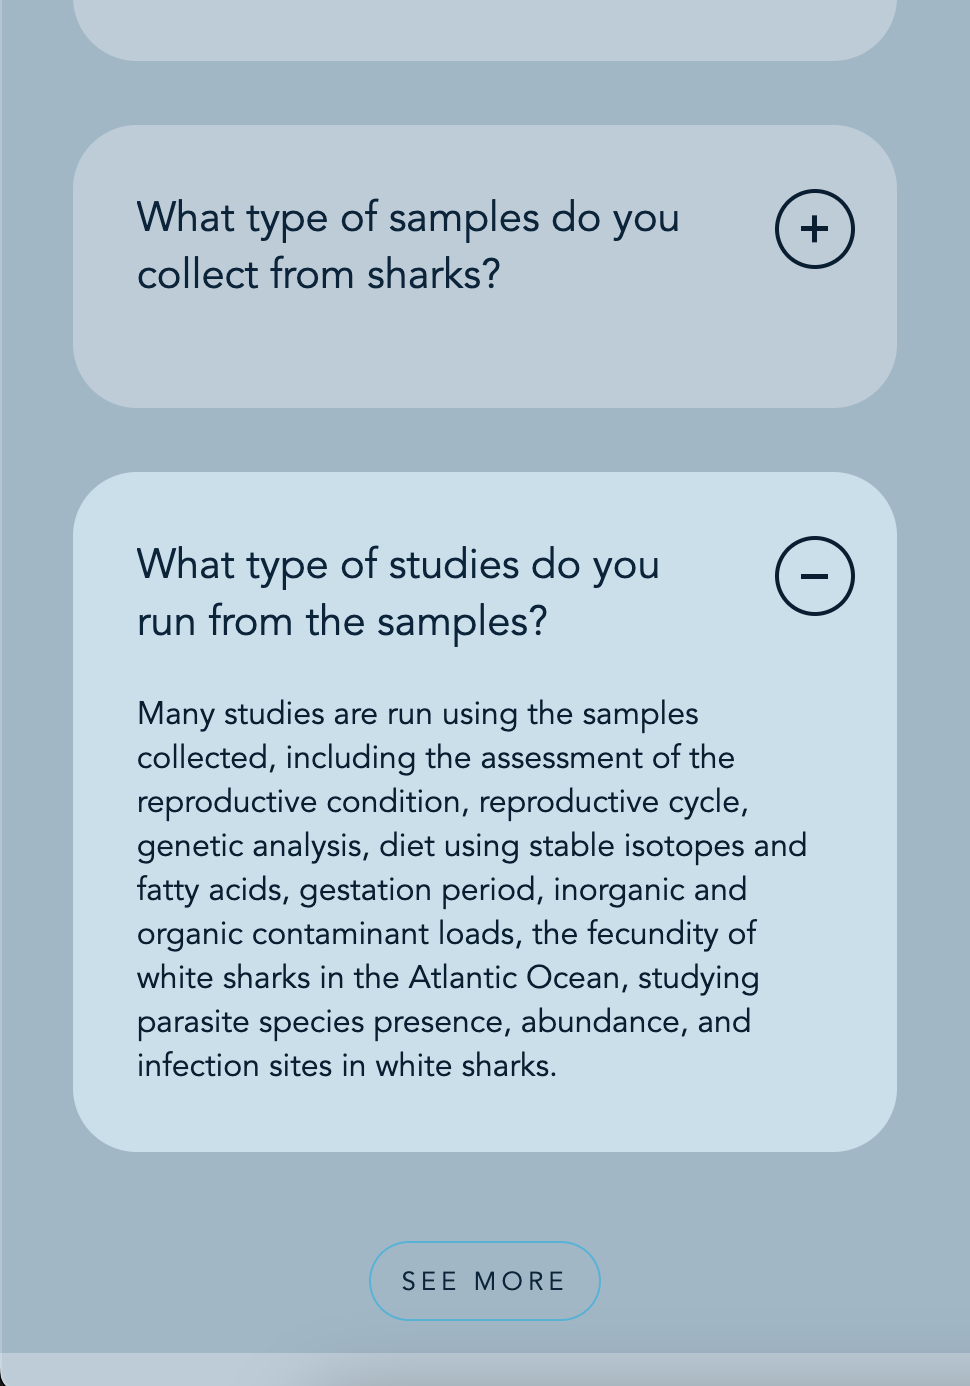 What type of samples do you
collect from sharks?
What type of studies do you
run from the samples?
Many studies are run using the samples
collected, including the assessment of the
reproductive condition, reproductive cycle,
genetic analysis, diet using stable isotopes and
fatty acids, gestation period, inorganic and
organic contaminant loads, the fecundity of
white sharks in the Atlantic Ocean, studying
parasite species presence, abundance, and
infection sites in white sharks.
SEE MORE